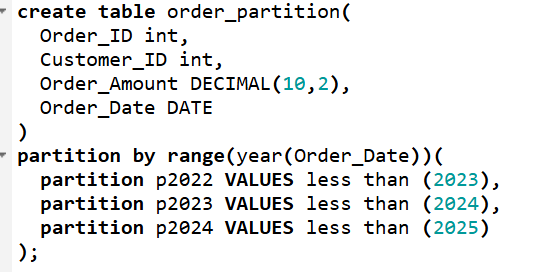 create table order_partition(
Order_ID int,
Customer_ID int,
Order_Amount DECIMAL(10,2),
Order_Date DATE
)
partition by range(year(Order_Date))(
partition p2022 VALUES less than (2023),
partition p2023 VALUES less than (2024),
partition p2024 VALUES less than (2025)
);